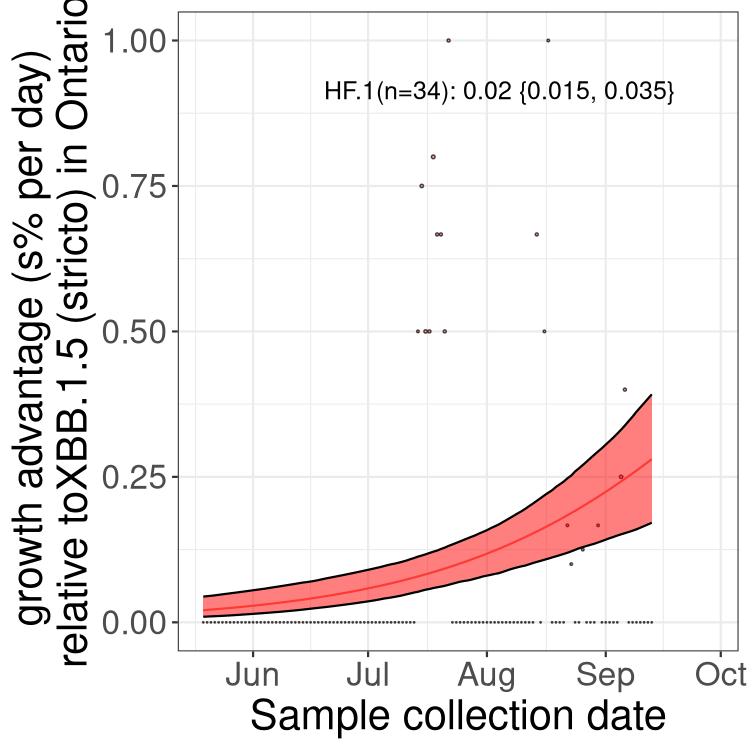 growth advantage (s% per day)
relative toXBB.1.5 (stricto) in Ontario
1.00
0.75
0.50
0.25
0.00
HF.1(n=34): 0.02 {0.015, 0.035}
Jun Jul Aug Sep Oct
Sample collection date